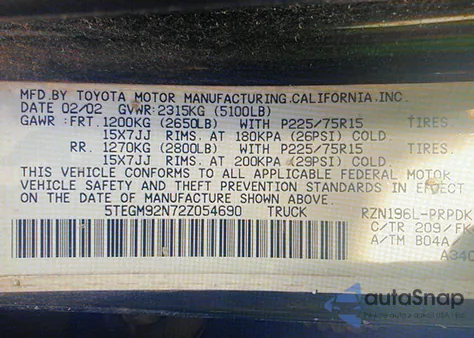 MFD.BY TOYOTA MOTOR MANUFACTURING.CALIFORNIA.INC.
DATE 02/02 GVWR:2315KG (5100LB)
GAWR : FRT. 1200KG (2650LB) WITH P225/75R15 TIRES.
15X7JJ RIMS. AT 180KPA (26PSI) COLD.
RR. 1270KG (2800LB) WITH P225/75R15 TIRES.
15X7JJ RIMS. AT 200KPA (29PSI) COLD.
THIS VEHICLE CONFORMS TO ALL APPLICABLE FEDERAL MOTOR
VEHICLE SAFETY AND THEFT PREVENTION STANDARDS IN EFFECT
ON THE DATE OF MANUFACTURE SHOWN ABOVE.
5TEGM92N72Z054690 TRUCK RZN196L-PRPDK
C/TR 209/FK
A/TM B04A
A340
autoSnap